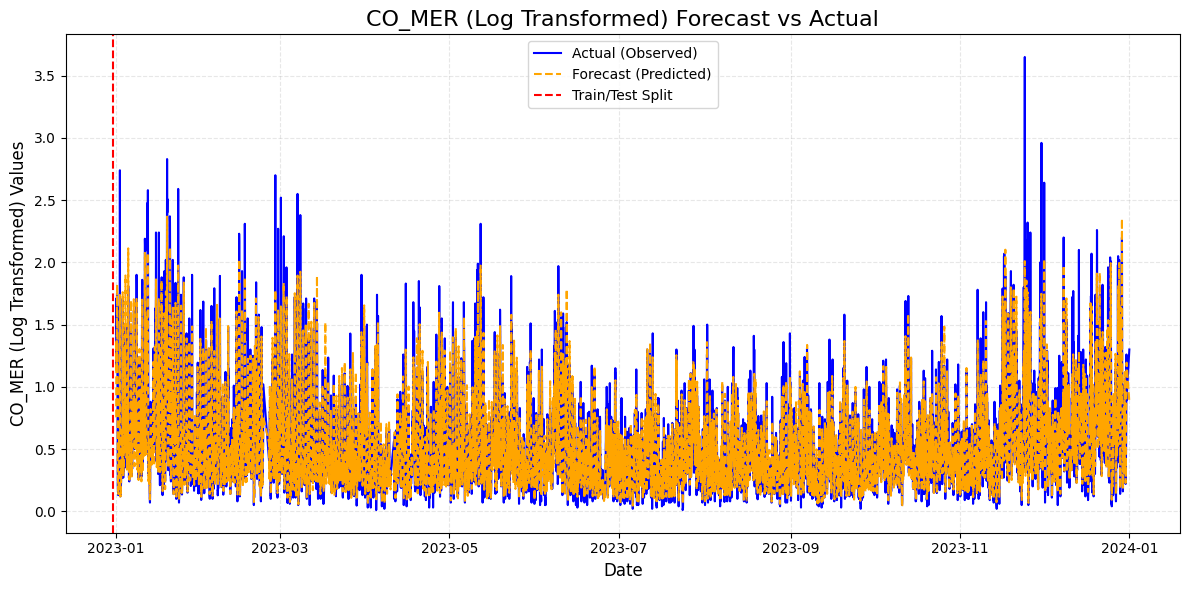 CO_MER (Log Transformed) Forecast vs Actual
Actual (Observed)
Forecast (Predicted)
Train/Test Split
CO_MER (Log Transformed) Values
3.5
3.0
2.5
2.0
1.5
1.0
0.5
0.0
2023-01 2023-03 2023-05 2023-07 2023-09 2023-11 2024-01
Date